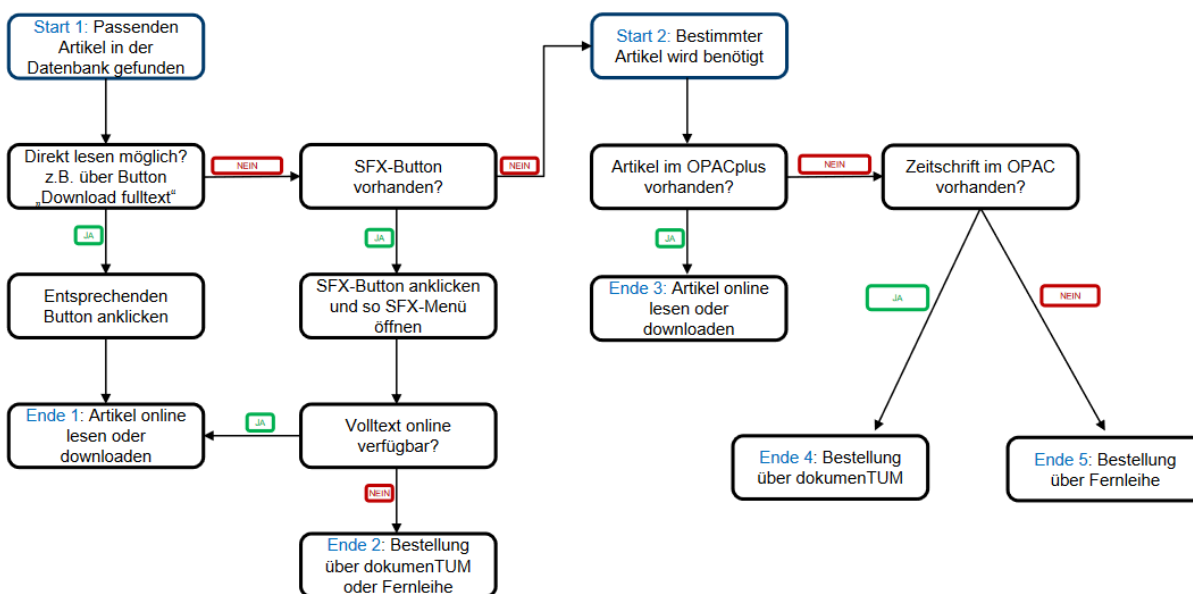 Start 1: Passenden
Artikel in der
Datenbank gefunden
Direkt lesen möglich?
z.B. über Button
„Download fulltext“
NEIN
JA
Entsprechenden
Button anklicken
Ende 1: Artikel online
lesen oder
downloaden
SFX-Button
vorhanden?
NEIN
JA
SFX-Button anklicken
und so SFX-Menü
öffnen
Volltext online
verfügbar?
JA
NEIN
Ende 2: Bestellung
über dokumenTUM
oder Fernleihe
Start 2: Bestimmter
Artikel wird benötigt
Artikel im OPACplus
vorhanden?
NEIN
JA
Ende 3: Artikel online
lesen oder
downloaden
Zeitschrift im OPAC
vorhanden?
JA
NEIN
Ende 4: Bestellung
über dokumenTUM
Ende 5: Bestellung
über Fernleihe